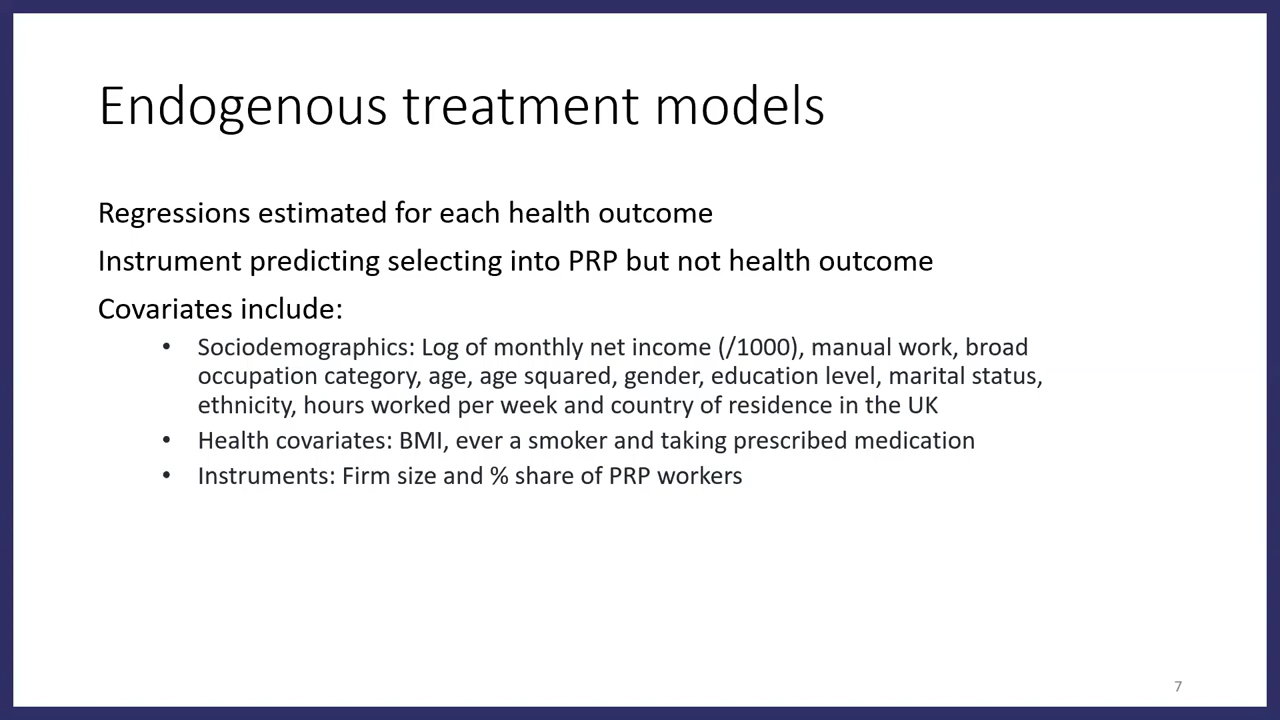 Endogenous treatment models
Regressions estimated for each health outcome
Instrument predicting selecting into PRP but not health outcome
Covariates include:
• Sociodemographics: Log of monthly net income (/1000), manual work, broad
occupation category, age, age squared, gender, education level, marital status,
ethnicity, hours worked per week and country of residence in the UK
• Health covariates: BMI, ever a smoker and taking prescribed medication
• Instruments: Firm size and % share of PRP workers
7